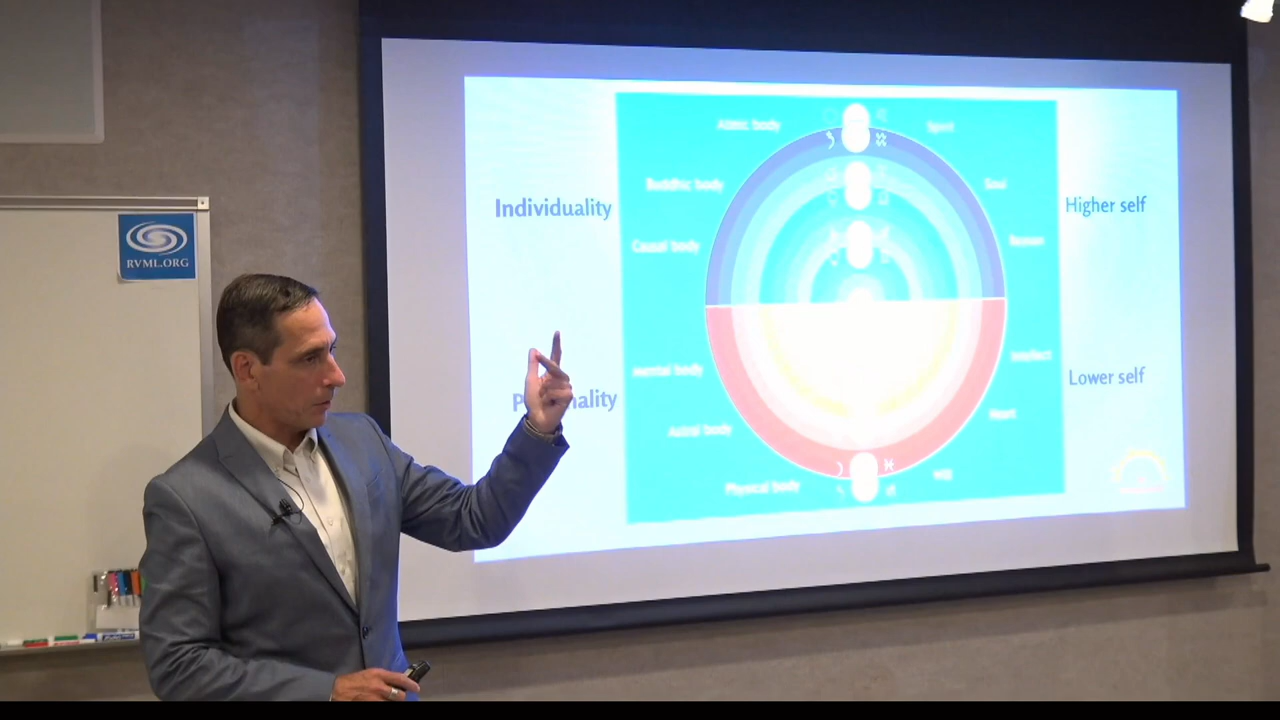 RVML.ORG
Individuality
Personality
Higher self
Lower self
Atmic body
Spirit
Buddhic body
Soul
Causal body
Reason
Mental body
Intellect
Astral body
Heart
Physical body
Will